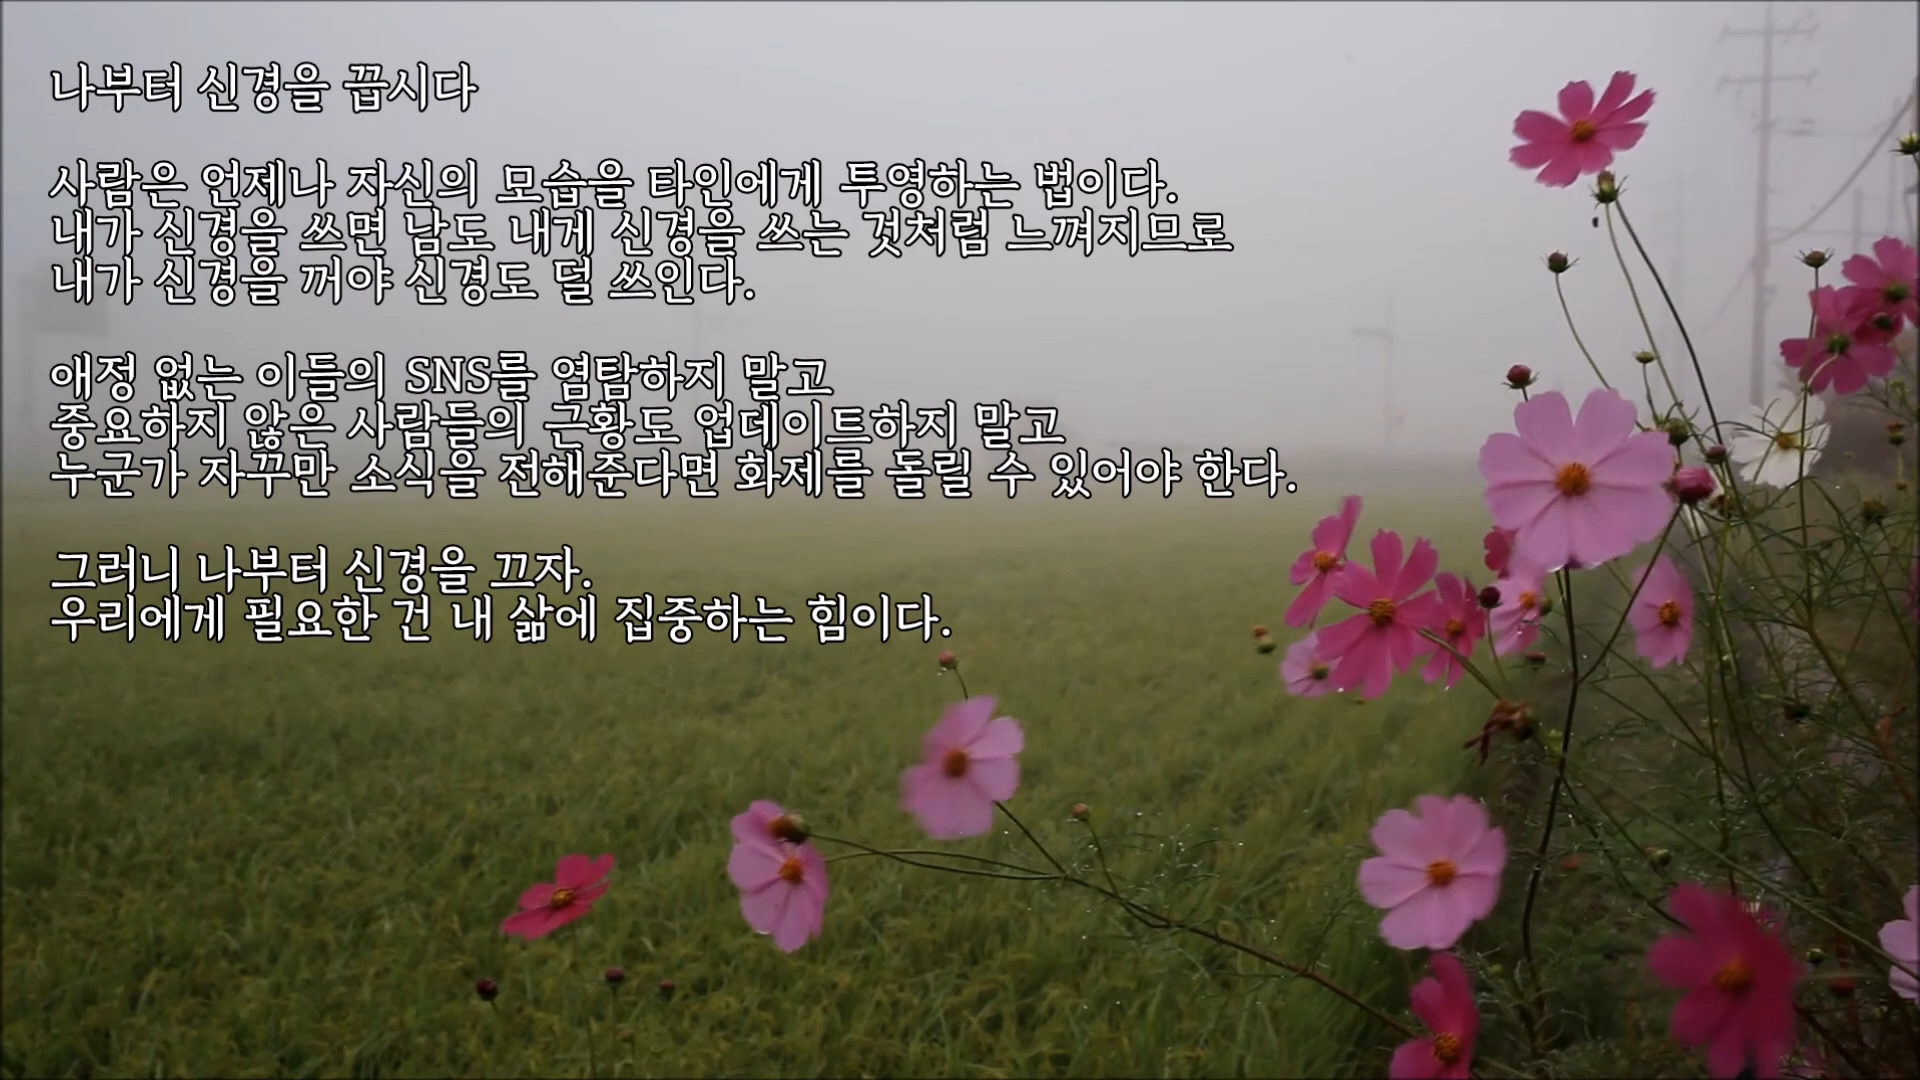 나부터 신경을 끕시다
사람은 언제나 자신의 모습을 타인에게 투영하는 법이다.
내가 신경을 쓰면 남도 내게 신경을 쓰는 것처럼 느껴지므로
내가 신경을 꺼야 신경도 덜 쓰인다.
애정 없는 이들의 SNS를 염탐하지 말고
중요하지 않은 사람들의 근황도 업데이트하지 말고
누군가 자꾸만 소식을 전해준다면 화제를 돌릴 수 있어야 한다.
그러니 나부터 신경을 끄자.
우리에게 필요한 건 내 삶에 집중하는 힘이다.